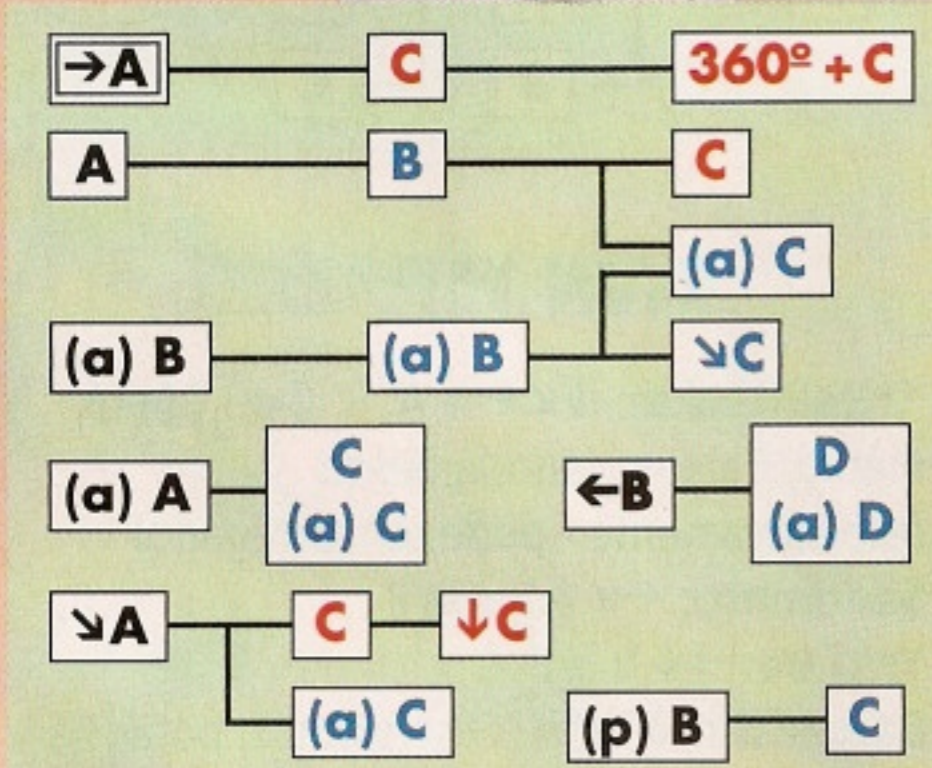 →A C 360º + C
A B C
(a) C
(a) B (a) B ↘C
(a) A C ←B D
(a) C (a) D
↘A C ↓C
(a) C (p) B C